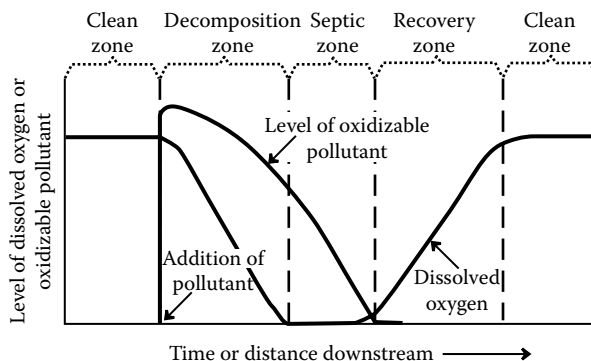 Clean
zone
Decomposition
zone
Septic
zone
Recovery
zone
Clean
zone
Level of dissolved oxygen or
oxidizable pollutant
Level of oxidizable
pollutant
Addition of
pollutant
Dissolved
oxygen
Time or distance downstream